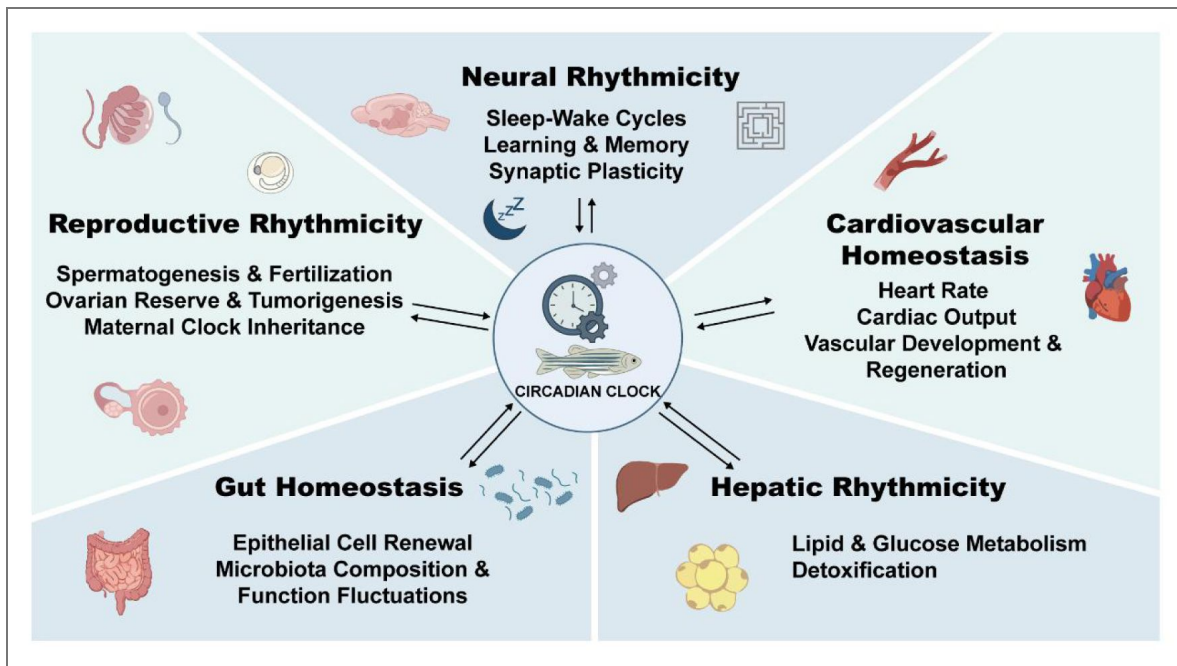 Neural Rhythmicity
Sleep-Wake Cycles
Learning & Memory
Synaptic Plasticity
zzZ
Reproductive Rhythmicity
Spermatogenesis & Fertilization
Ovarian Reserve & Tumorigenesis
Maternal Clock Inheritance
Cardiovascular
Homeostasis
Heart Rate
Cardiac Output
Vascular Development &
Regeneration
CIRCADIAN CLOCK
Gut Homeostasis
Epithelial Cell Renewal
Microbiota Composition &
Function Fluctuations
Hepatic Rhythmicity
Lipid & Glucose Metabolism
Detoxification